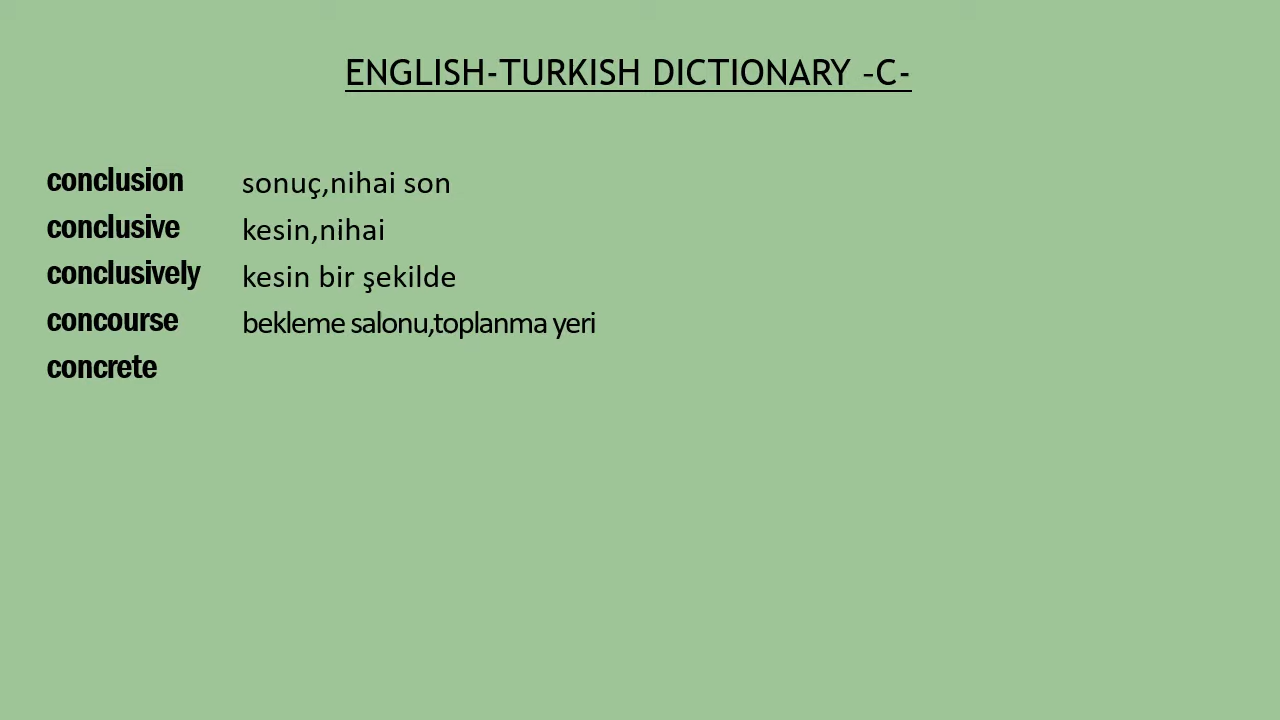 ENGLISH-TURKISH DICTIONARY –C-
conclusion sonuç,nihai son
conclusive kesin,nihai
conclusively kesin bir şekilde
concourse bekleme salonu,toplanma yeri
concrete